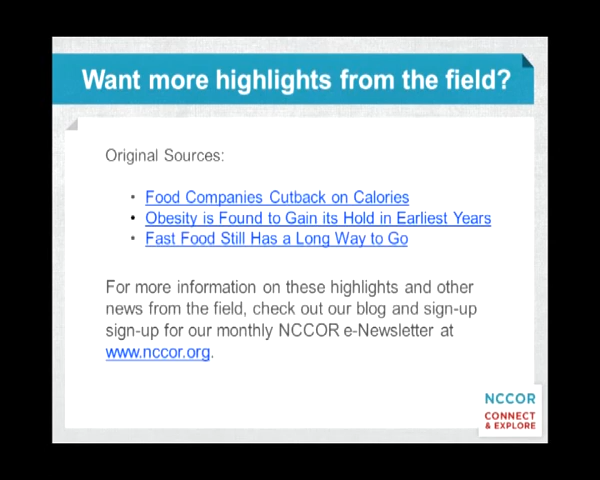 Want more highlights from the field?
Original Sources:
• Food Companies Cutback on Calories
• Obesity is Found to Gain its Hold in Earliest Years
• Fast Food Still Has a Long Way to Go
For more information on these highlights and other
news from the field, check out our blog and sign-up
sign-up for our monthly NCCOR e-Newsletter at
www.nccor.org.
NCCOR
CONNECT
& EXPLORE